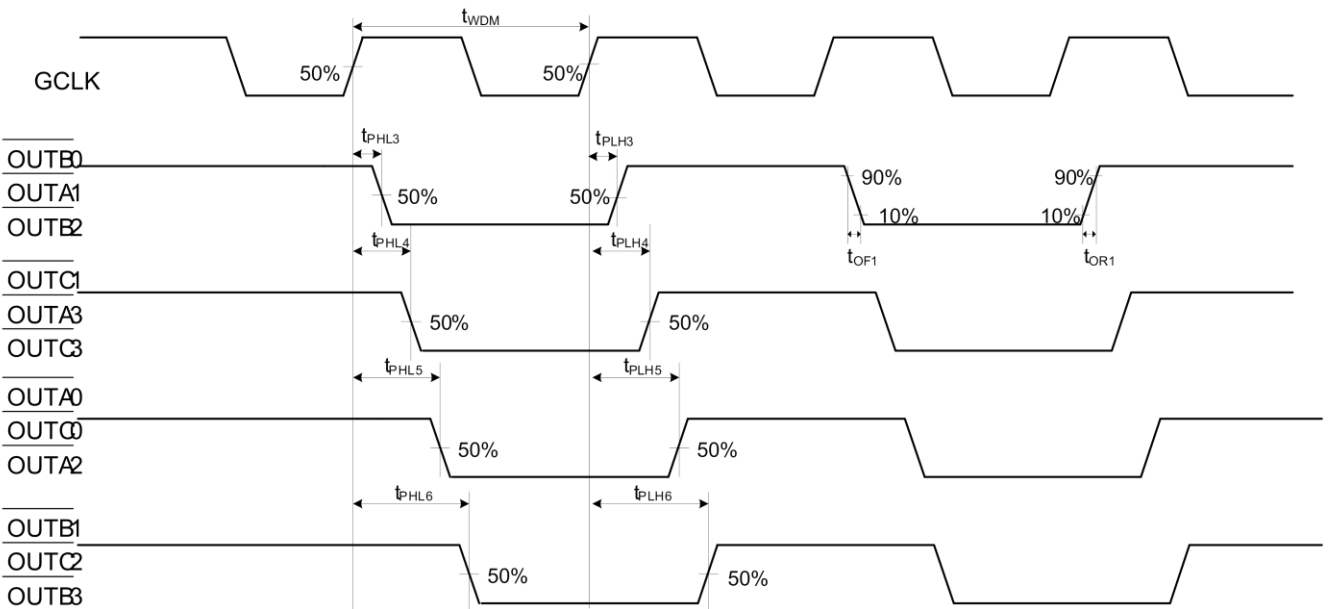 tWDM
GCLK 50% 50%
tPHL3 tPLH3
OUTB0
OUTA1 50% 50% 90% 90%
OUTB2 10% 10%
tPHL4 tPLH4 tOF1 tOR1
OUTC1
OUTA3 50% 50%
OUTC3
tPHL5 tPLH5
OUTA0
OUTC0
OUTA2 50% 50%
tPHL6 tPLH6
OUTB1
OUTC2
OUTB3 50% 50%